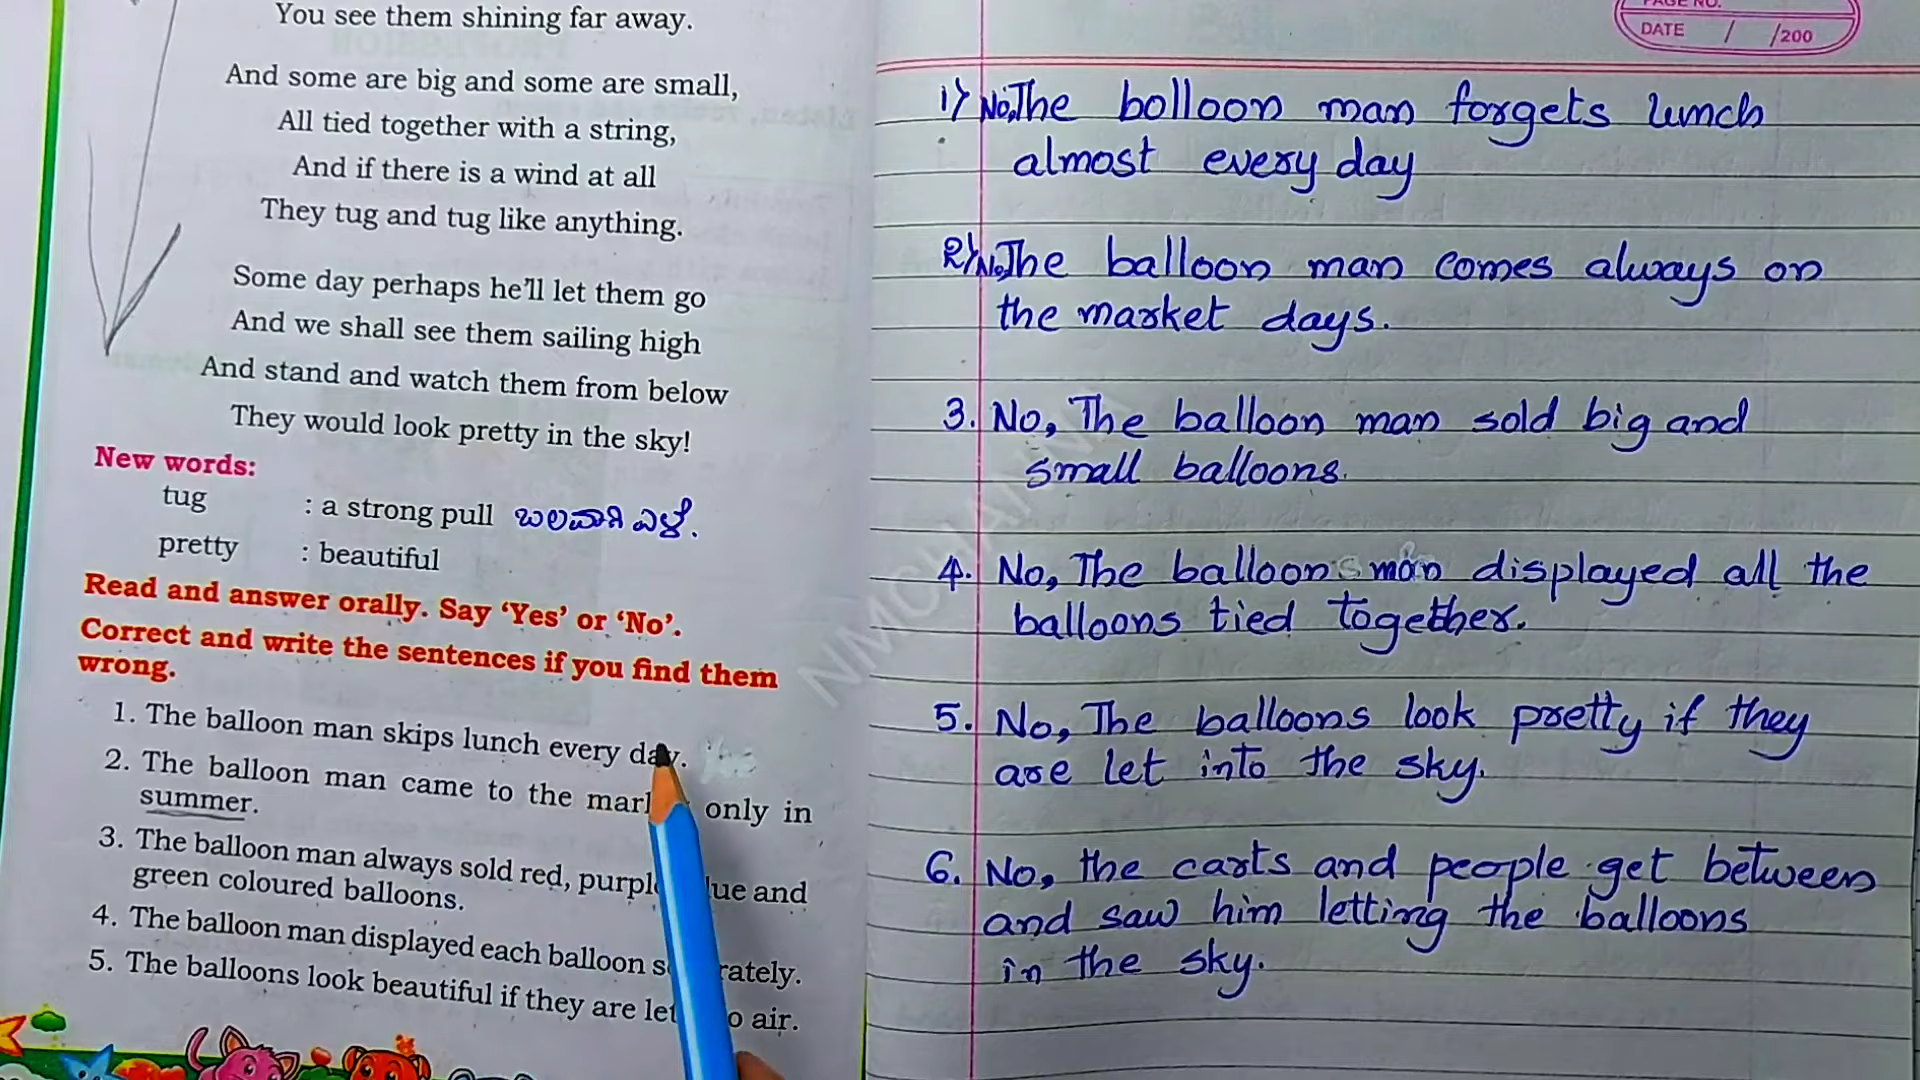 You see them shining far away.
And some are big and some are small,
All tied together with a string,
And if there is a wind at all
They tug and tug like anything.
Some day perhaps he'll let them go
And we shall see them sailing high
And stand and watch them from below
They would look pretty in the sky!
New words:
tug : a strong pull ಬಲವಾಗಿ ಎಳೆ.
pretty : beautiful
Read and answer orally. Say 'Yes' or 'No'.
Correct and write the sentences if you find them
wrong.
1. The balloon man skips lunch every day.
2. The balloon man came to the only in
summer.
3. The balloon man always sold red, and
green coloured balloons.
4. The balloon man displayed each balloon
5. The balloons look beautiful if they are air.
DATE / /200
1) No, The bolloon man forgets lunch
almost every day
2) No, The balloon man comes always on
the market days.
3. No, The balloon man sold big and
small balloons.
4. No, The balloon man displayed all the
balloons tied together.
5. No, The balloons look pretty if they
are let into the sky.
6. No, the carts and people get between
and saw him letting the balloons
in the sky.